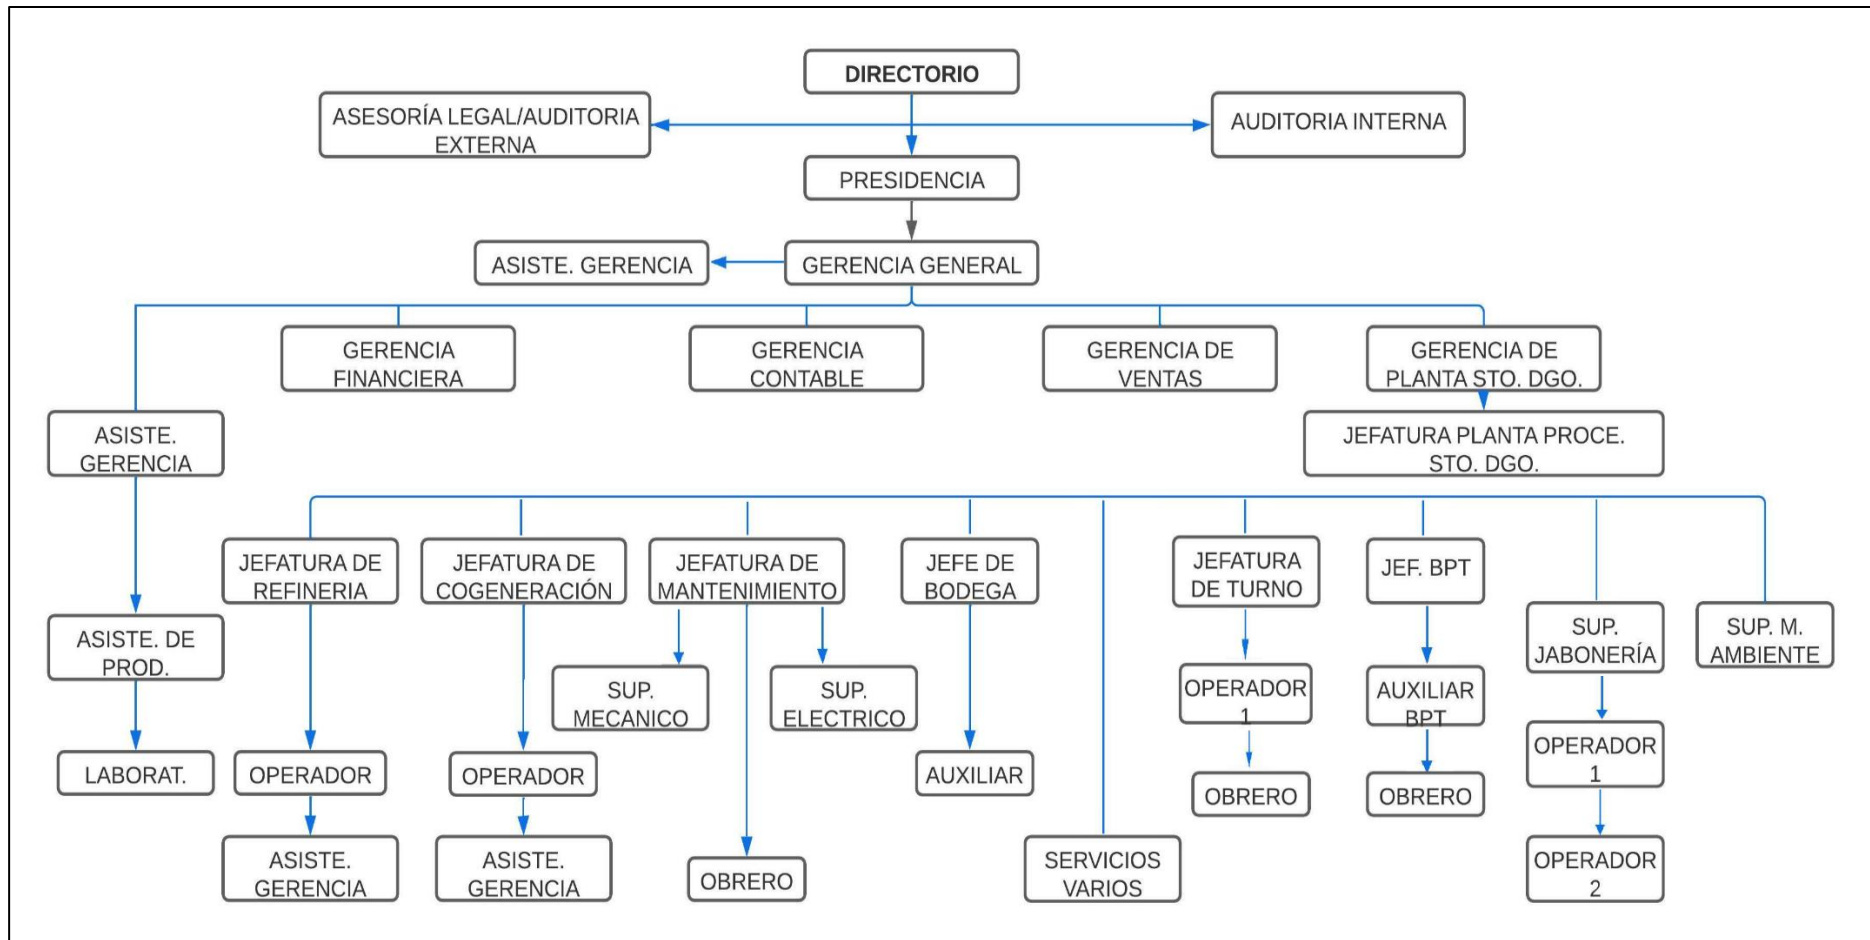 DIRECTORIO
ASESORÍA LEGAL/AUDITORIA
EXTERNA
AUDITORIA INTERNA
PRESIDENCIA
ASISTE. GERENCIA
GERENCIA GENERAL
GERENCIA
FINANCIERA
GERENCIA
CONTABLE
GERENCIA DE
VENTAS
GERENCIA DE
PLANTA STO. DGO.
ASISTE.
GERENCIA
JEFATURA PLANTA PROCE.
STO. DGO.
JEFATURA DE
REFINERIA
JEFATURA DE
COGENERACIÓN
JEFATURA DE
MANTENIMIENTO
JEFE DE
BODEGA
JEFATURA
DE TURNO
JEF. BPT
SUP.
JABONERÍA
SUP. M.
AMBIENTE
ASISTE. DE
PROD.
SUP.
MECANICO
SUP.
ELECTRICO
OPERADOR
1
AUXILIAR
BPT
OPERADOR
1
LABORAT.
OPERADOR
OPERADOR
AUXILIAR
OBRERO
OBRERO
ASISTE.
GERENCIA
ASISTE.
GERENCIA
OBRERO
SERVICIOS
VARIOS
OPERADOR
2